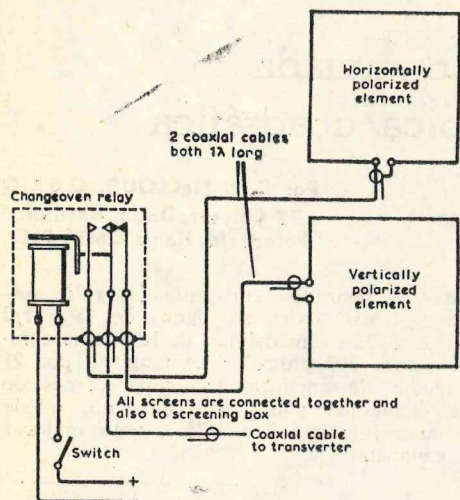 Horizontally
polarized
element
2 coaxial cables
both 1λ long
Changeover relay
Vertically
polarized
element
All screens are connected together and
also to screening box
Coaxial cable
to transverter
Switch
+
-